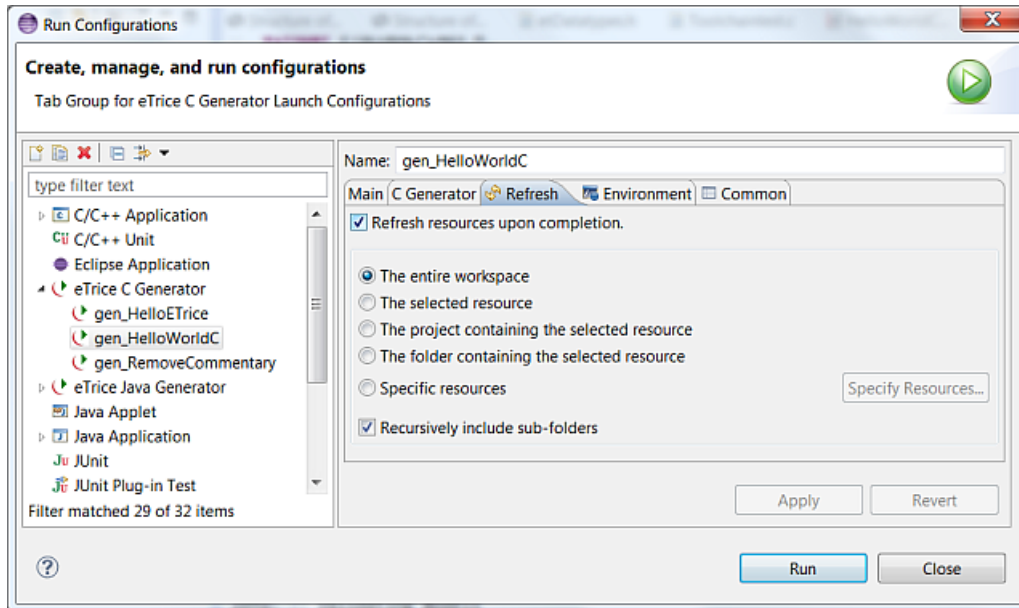 Run Configurations
Create, manage, and run configurations
Tab Group for eTrice C Generator Launch Configurations
type filter text
C/C++ Application
C/C++ Unit
Eclipse Application
eTrice C Generator
gen_HelloETrice
gen_HelloWorldC
gen_RemoveCommentary
eTrice Java Generator
Java Applet
Java Application
JUnit
JUnit Plug-in Test
Filter matched 29 of 32 items
Name: gen_HelloWorldC
Main C Generator Refresh Environment Common
Refresh resources upon completion.
The entire workspace
The selected resource
The project containing the selected resource
The folder containing the selected resource
Specific resources Specify Resources...
Recursively include sub-folders
Apply Revert
Run Close